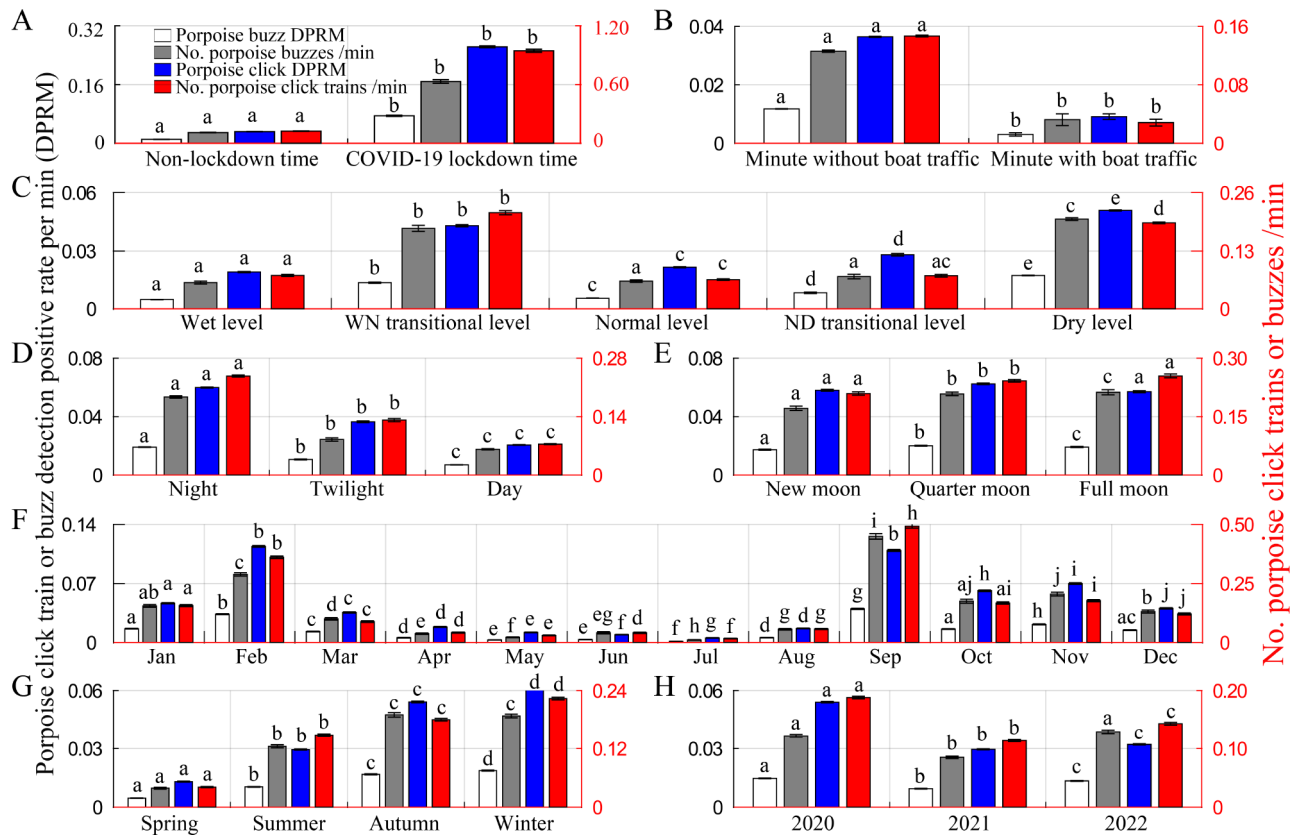 Porpoise click train or buzz detection positive rate per min (DPRM)
No. porpoise click trains or buzzes /min
A
0.32
0.16
0
1.20
0.60
0
Porpoise buzz DPRM
No. porpoise buzzes /min
Porpoise click DPRM
No. porpoise click trains /min
a a a a b b b b
Non-lockdown time COVID-19 lockdown time
B
0.04
0.02
0
0.16
0.08
0
a a a a b b b b
Minute without boat traffic Minute with boat traffic
C
0.06
0.03
0
0.26
0.13
0
a a a a b b b b a a c c d a d ac e c e d
Wet level WN transitional level Normal level ND transitional level Dry level
D
0.08
0.04
0
0.28
0.14
0
a a a a b b b b c c c c
Night Twilight Day
E
0.08
0.04
0
0.30
0.15
0
a a a a b b b b c c a a
New moon Quarter moon Full moon
F
0.14
0.07
0
0.50
0.25
0
a ab a a b c b b c d c c e e d d e f e e e eg f d f h g f d g g g g i b h a aj h ai h j i i ac b j j
Jan Feb Mar Apr May Jun Jul Aug Sep Oct Nov Dec
G
0.06
0.03
0
0.24
0.12
0
a a a a b b b b c c c c d c d d
Spring Summer Autumn Winter
H
0.06
0.03
0
0.20
0.10
0
a a a a b b b b c a c c
2020 2021 2022